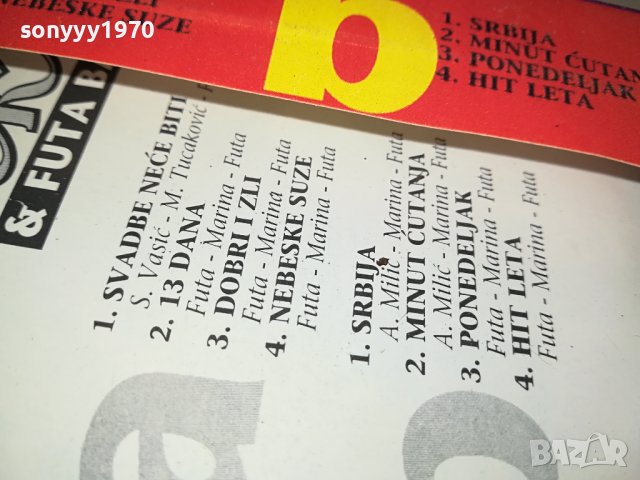 sonyyy1970
NEBESKE SUZE
b
1. SRBIJA
2. MINUT ĆUTAN
3. PONEDELJAK
4. HIT LETA
& FUTA B
1. SVADBE NEĆE BITI
S. Vasić - M. Tucaković - F
2. 13 DANA
Futa - Marina - Futa
3. DOBRI I ZLI
Futa - Marina - Futa
4. NEBESKE SUZE
Futa - Marina - Futa
1. SRBIJA
A. Milić - Marina - Futa
2. MINUT ĆUTANJA
A. Milić - Marina - Futa
3. PONEDELJAK
Futa - Marina - Futa
4. HIT LETA
Futa - Marina - Futa
a
BAZAR